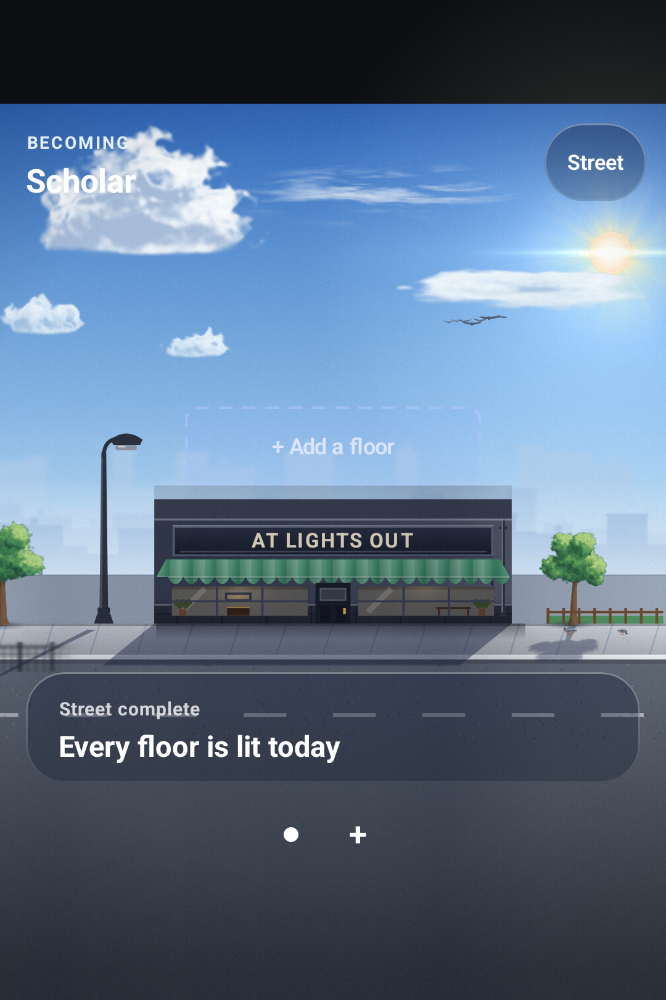 BECOMING
Scholar
Street
+ Add a floor
AT LIGHTS OUT
Street complete
Every floor is lit today
+